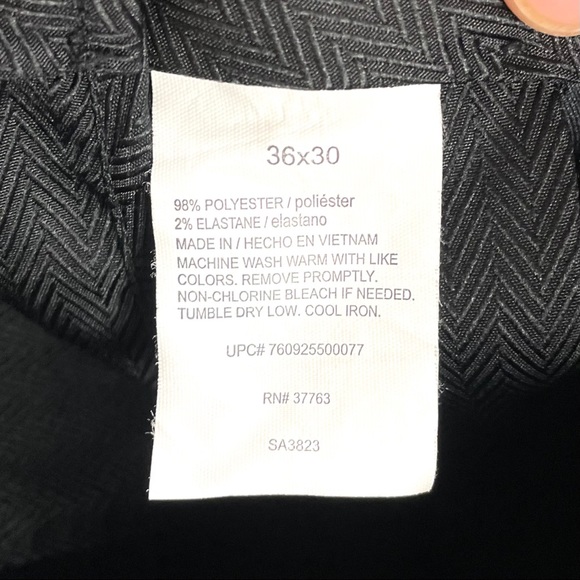 36x30
98% POLYESTER / poliéster
2% ELASTANE / elastano
MADE IN / HECHO EN VIETNAM
MACHINE WASH WARM WITH LIKE
COLORS. REMOVE PROMPTLY.
NON-CHLORINE BLEACH IF NEEDED.
TUMBLE DRY LOW. COOL IRON.
UPC# 760925500077
RN# 37763
SA3823